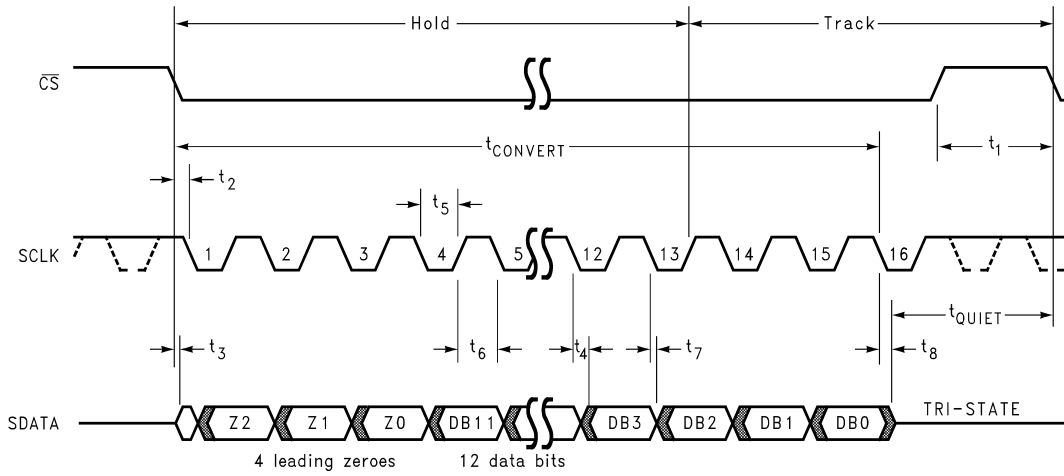 Hold Track
CS
tCONVERT t1
t2
t5
SCLK 1 2 3 4 5 12 13 14 15 16
tQUIET
t3 t6 t4 t7 t8
SDATA Z2 Z1 Z0 DB11 DB3 DB2 DB1 DB0 TRI-STATE
4 leading zeroes 12 data bits